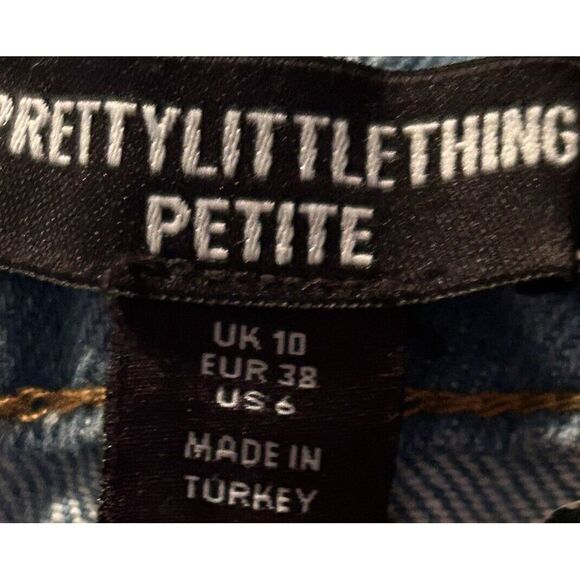 PRETTYLITTLETHING
PETITE
UK 10
EUR 38
US 6
MADE IN
TURKEY